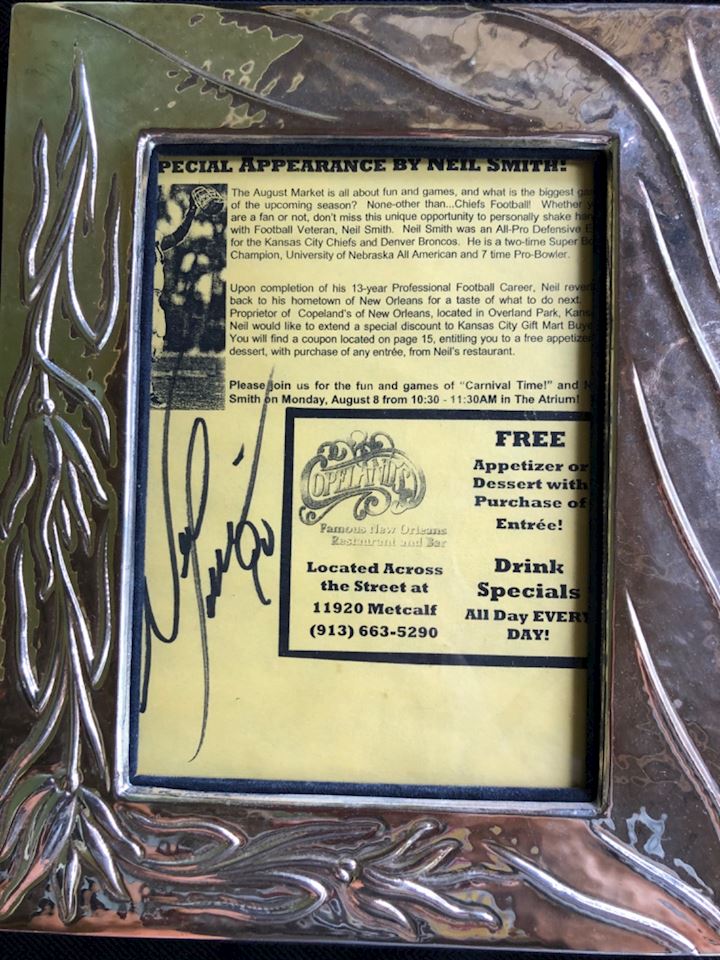 PECIAL APPEARANCE BY NEIL SMITH!
The August Market is all about fun and games, and what is the biggest ga
of the upcoming season? None-other than...Chiefs Football! Whether y
are a fan or not, don't miss this unique opportunity to personally shake han
with Football Veteran, Neil Smith. Neil Smith was an All-Pro Defensive E
for the Kansas City Chiefs and Denver Broncos. He is a two-time Super Bo
Champion, University of Nebraska All American and 7 time Pro-Bowler.
Upon completion of his 13-year Professional Football Career, Neil rever
back to his hometown of New Orleans for a taste of what to do next.
Proprietor of Copeland's of New Orleans, located in Overland Park, Kans
Neil would like to extend a special discount to Kansas City Gift Mart Buye
You will find a coupon located on page 15, entitling you to a free appetize
dessert, with purchase of any entrée, from Neil's restaurant.
Please join us for the fun and games of "Carnival Time!" and N
Smith on Monday, August 8 from 10:30 - 11:30AM in The Atrium!
COPELAND'S
Famous New Orleans
Restaurant and Bar
Located Across
the Street at
11920 Metcalf
(913) 663-5290
FREE
Appetizer or
Dessert with
Purchase of
Entrée!
Drink
Specials
All Day EVERY
DAY!